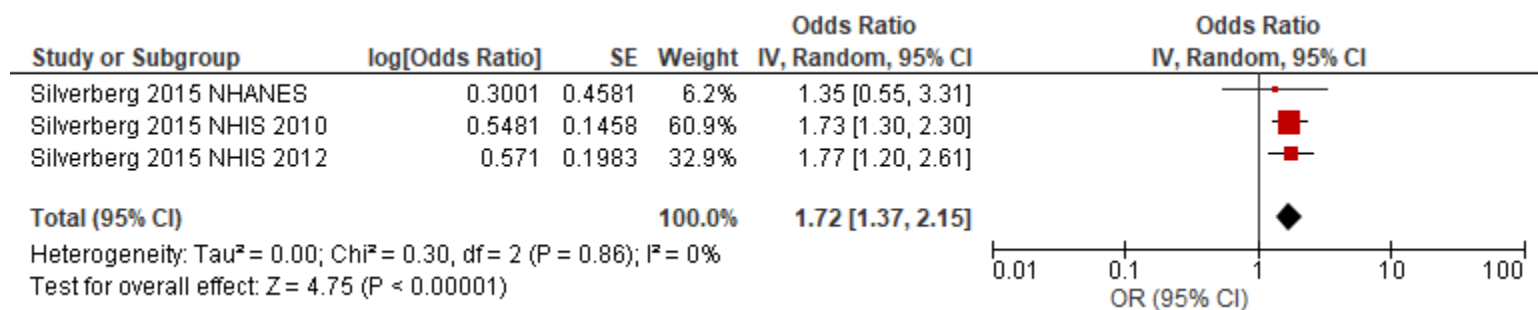 Odds Ratio Odds Ratio
Study or Subgroup log[Odds Ratio] SE Weight IV, Random, 95% CI IV, Random, 95% CI
Silverberg 2015 NHANES 0.3001 0.4581 6.2% 1.35 [0.55, 3.31]
Silverberg 2015 NHIS 2010 0.5481 0.1458 60.9% 1.73 [1.30, 2.30]
Silverberg 2015 NHIS 2012 0.571 0.1983 32.9% 1.77 [1.20, 2.61]
Total (95% CI) 100.0% 1.72 [1.37, 2.15]
Heterogeneity: Tau² = 0.00; Chi² = 0.30, df = 2 (P = 0.86); I² = 0%
Test for overall effect: Z = 4.75 (P < 0.00001)
0.01 0.1 1 10 100
OR (95% CI)